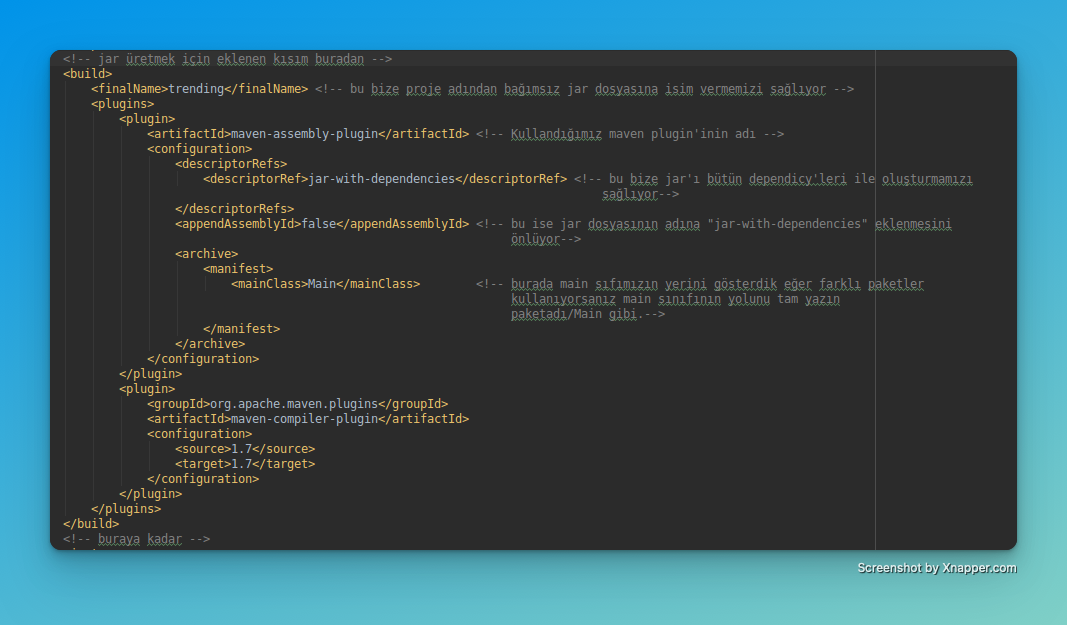 <!-- jar üretmek için eklenen kısım buradan -->
<build>
<finalName>trending</finalName> <!-- bu bize proje adından bağımsız jar dosyasına isim vermemizi sağlıyor -->
<plugins>
<plugin>
<artifactId>maven-assembly-plugin</artifactId> <!-- Kullandığımız maven plugin'inin adı -->
<configuration>
<descriptorRefs>
<descriptorRef>jar-with-dependencies</descriptorRef> <!-- bu bize jar'ı bütün dependicy'leri ile oluşturmamızı
sağlıyor-->
</descriptorRefs>
<appendAssemblyId>false</appendAssemblyId> <!-- bu ise jar dosyasının adına "jar-with-dependencies" eklenmesini
önlüyor-->
<archive>
<manifest>
<mainClass>Main</mainClass> <!-- burada main sıfımızın yerini gösterdik eğer farklı paketler
kullanıyorsanız main sınıfının yolunu tam yazın
paketadı/Main gibi.-->
</manifest>
</archive>
</configuration>
</plugin>
<plugin>
<groupId>org.apache.maven.plugins</groupId>
<artifactId>maven-compiler-plugin</artifactId>
<configuration>
<source>1.7</source>
<target>1.7</target>
</configuration>
</plugin>
</plugins>
</build>
<!-- buraya kadar -->
Screenshot by Xnapper.com